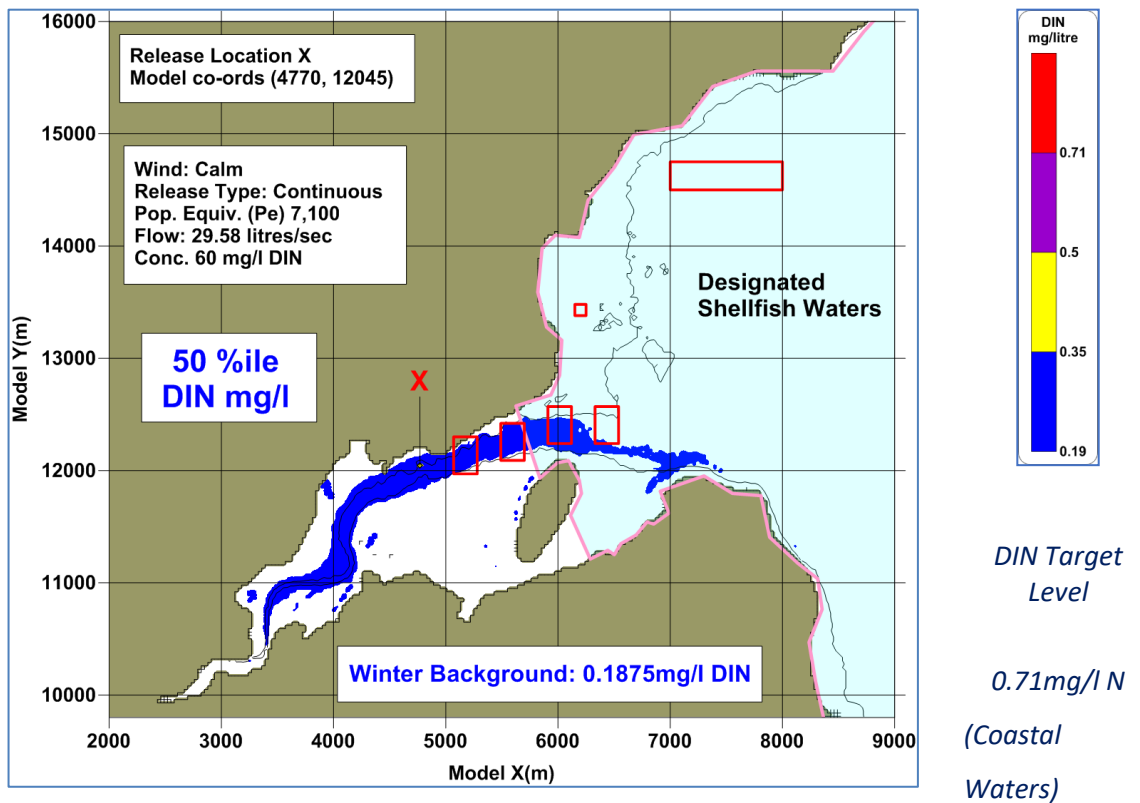 16000
15000
14000
13000
12000
11000
10000
Model Y(m)
Release Location X
Model co-ords (4770, 12045)
Wind: Calm
Release Type: Continuous
Pop. Equiv. (Pe) 7,100
Flow: 29.58 litres/sec
Conc. 60 mg/l DIN
50 %ile
DIN mg/l
X
Designated
Shellfish Waters
Winter Background: 0.1875mg/l DIN
2000 3000 4000 5000 6000 7000 8000 9000
Model X(m)
DIN
mg/litre
0.71
0.5
0.35
0.19
DIN Target
Level
0.71mg/l N
(Coastal
Waters)